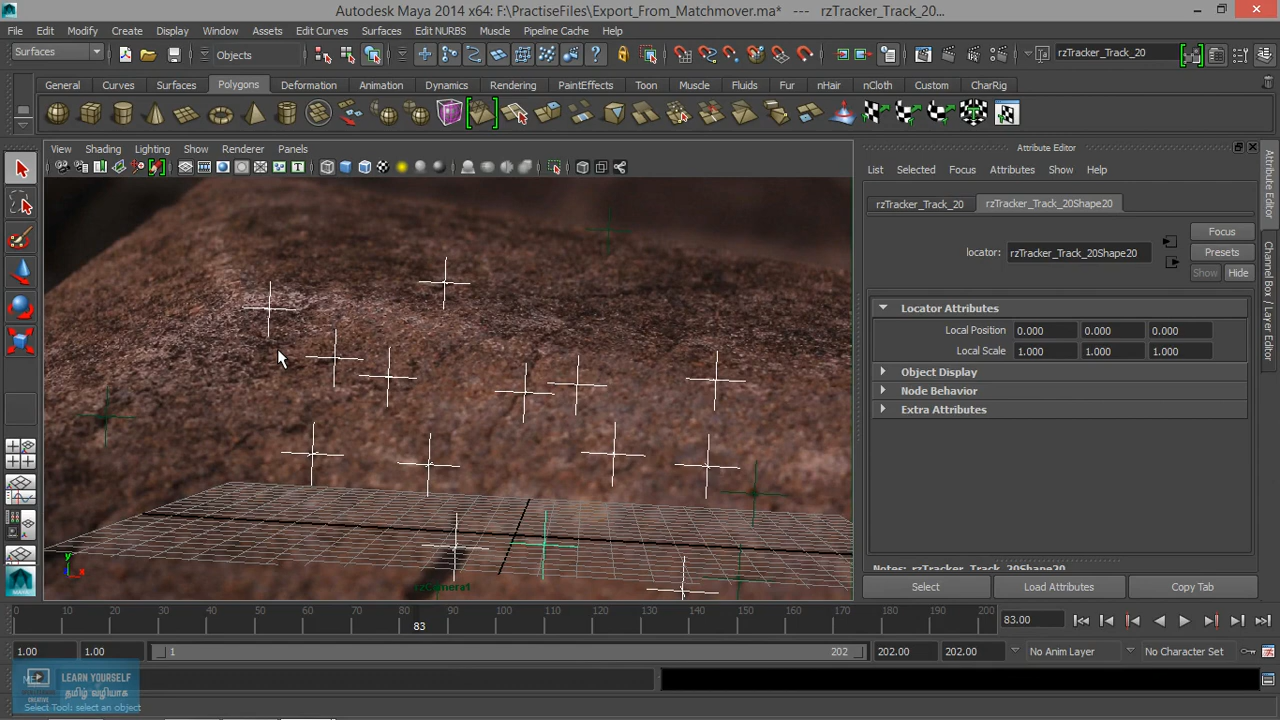 Autodesk Maya 2014 x64: F:\PractiseFiles\Export_From_Matchmover.ma* --- rzTracker_Track_20...
File Edit Modify Create Display Window Assets Edit Curves Surfaces Edit NURBS Muscle Pipeline Cache Help
Surfaces Objects rzTracker_Track_20
General Curves Surfaces Polygons Deformation Animation Dynamics Rendering PaintEffects Toon Muscle Fluids Fur nHair nCloth Custom CharRig
View Shading Lighting Show Renderer Panels
Attribute Editor
List Selected Focus Attributes Show Help
rzTracker_Track_20 rzTracker_Track_20Shape20
Focus
locator: rzTracker_Track_20Shape20 Presets
Show Hide
Locator Attributes
Local Position 0.000 0.000 0.000
Local Scale 1.000 1.000 1.000
Object Display
Node Behavior
Extra Attributes
Notes: rzTracker_Track_20Shape20
Select Load Attributes Copy Tab
Attribute Editor
Channel Box / Layer Editor
y x
rzCamera1
0 10 20 30 40 50 60 70 80 90 100 110 120 130 140 150 160 170 180 190 200
83
83.00
1.00 1.00 1 202 202.00 202.00 No Anim Layer No Character Set
LEARN YOURSELF
தமிழ் வழியாக
Select Tool: select an object